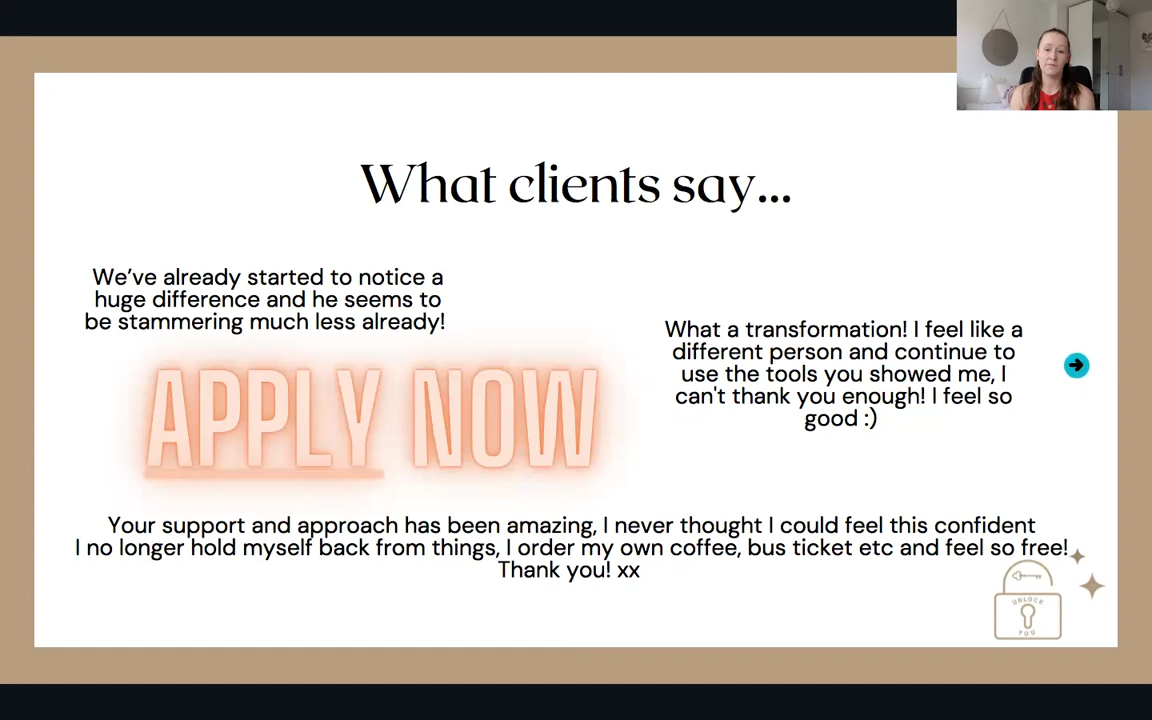 What clients say...
We've already started to notice a
huge difference and he seems to
be stammering much less already!
What a transformation! I feel like a
different person and continue to
use the tools you showed me, I
can't thank you enough! I feel so
good :)
APPLY NOW
Your support and approach has been amazing, I never thought I could feel this confident
I no longer hold myself back from things, I order my own coffee, bus ticket etc and feel so free!
Thank you! xx
UNLOCK
YOU